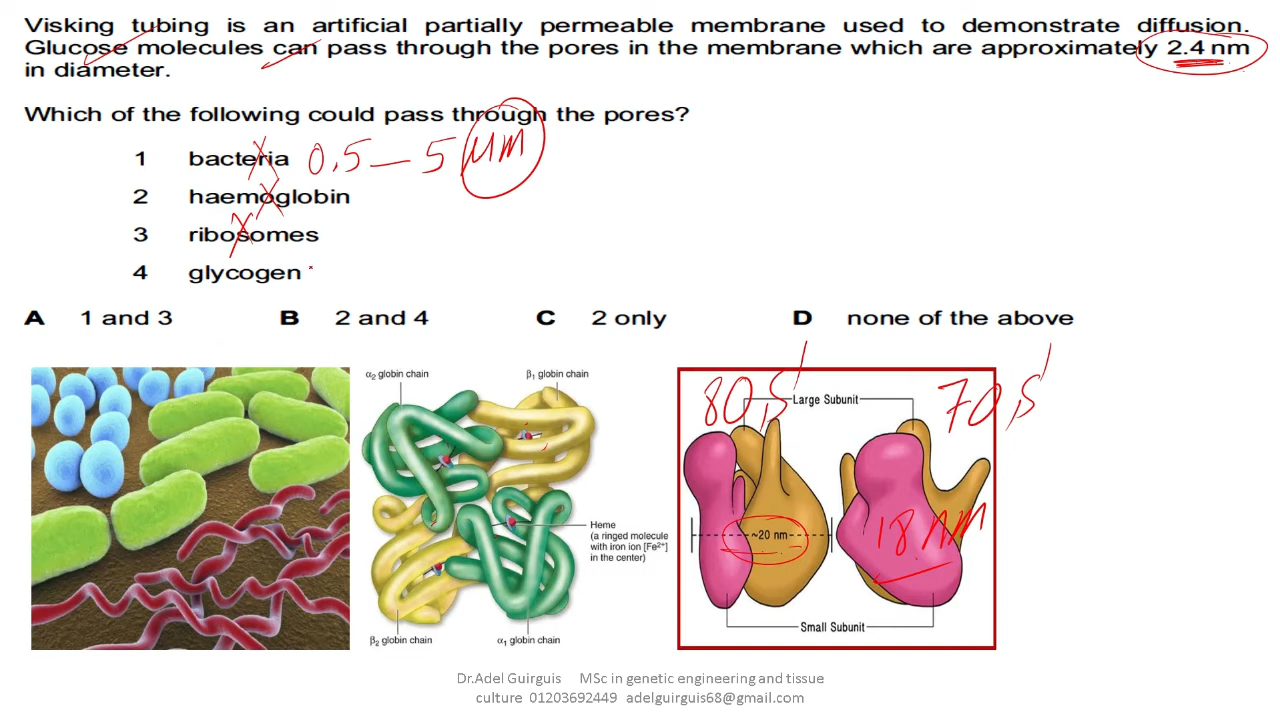 Visking tubing is an artificial partially permeable membrane used to demonstrate diffusion.
Glucose molecules can pass through the pores in the membrane which are approximately 2.4 nm
in diameter.
Which of the following could pass through the pores?
1 bacteria 0,5 — 5 μm
2 haemoglobin
3 ribosomes
4 glycogen
A 1 and 3 B 2 and 4 C 2 only D none of the above
α2 globin chain β1 globin chain
Heme
(a ringed molecule
with iron ion [Fe2+]
in the center)
β2 globin chain α1 globin chain
80,S 70,S
Large Subunit
~20 nm 18 nm
Small Subunit
Dr.Adel Guirguis MSc in genetic engineering and tissue
culture 01203692449 adelguirguis68@gmail.com